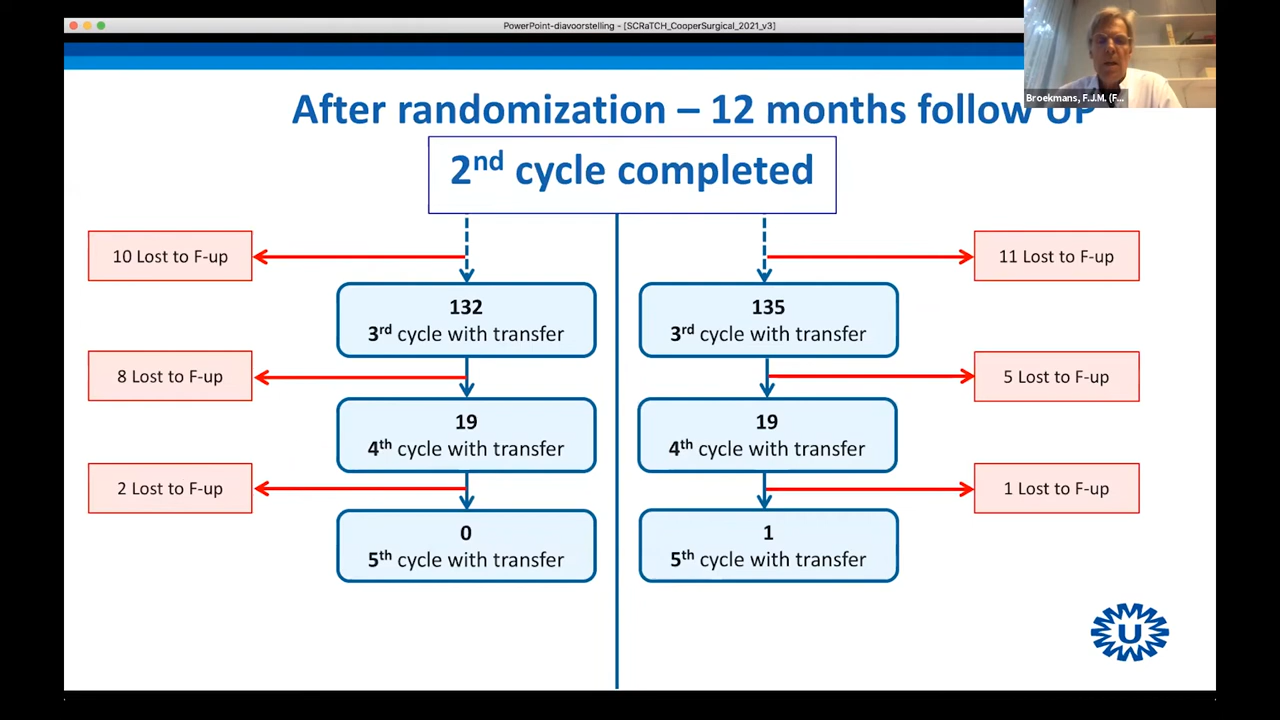 PowerPoint-diavoorstelling - [SCRaTCH_CooperSurgical_2021_v3]
Broekmans, F.J.M. (F...
After randomization – 12 months follow UP
2nd cycle completed
10 Lost to F-up
11 Lost to F-up
132
3rd cycle with transfer
135
3rd cycle with transfer
8 Lost to F-up
5 Lost to F-up
19
4th cycle with transfer
19
4th cycle with transfer
2 Lost to F-up
1 Lost to F-up
0
5th cycle with transfer
1
5th cycle with transfer
U